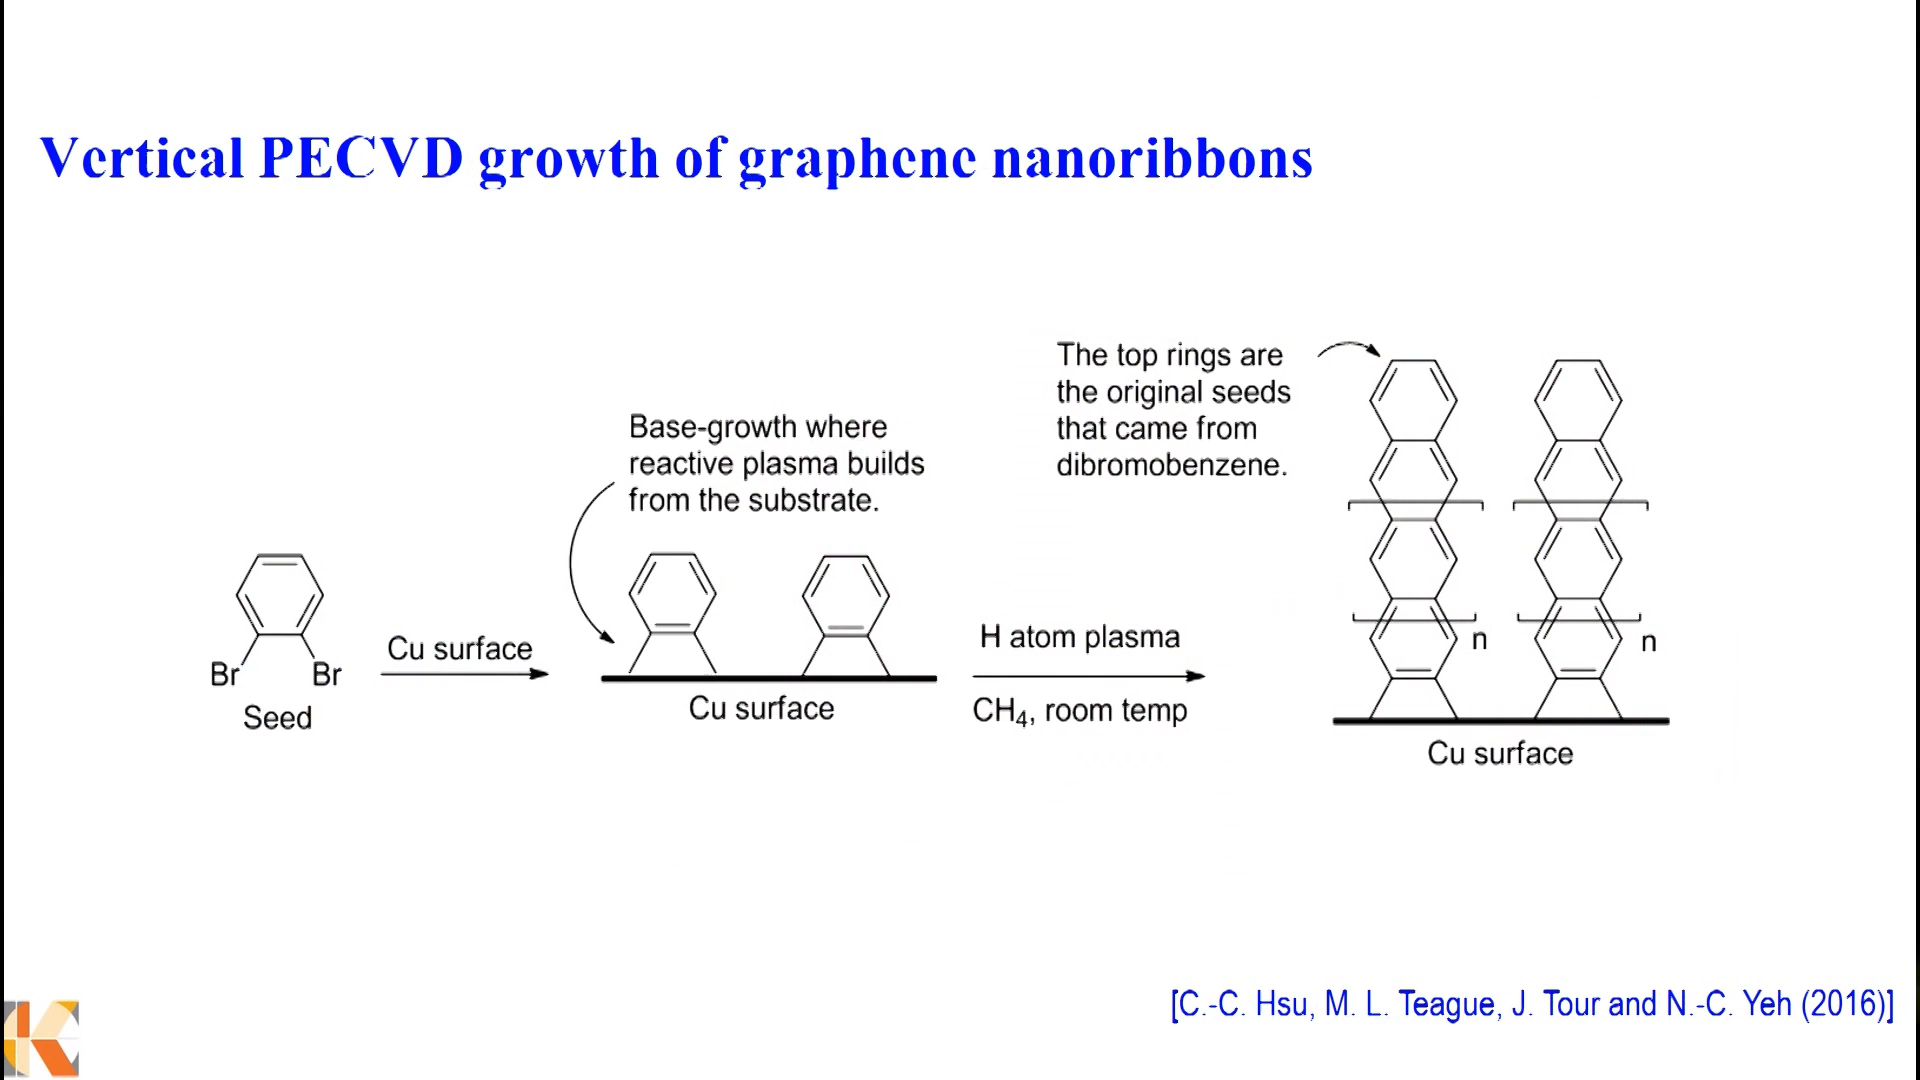 Vertical PECVD growth of graphene nanoribbons
The top rings are
the original seeds
that came from
dibromobenzene.
Base-growth where
reactive plasma builds
from the substrate.
Br
Br
Seed
Cu surface
Cu surface
H atom plasma
CH₄, room temp
n
n
Cu surface
[C.-C. Hsu, M. L. Teague, J. Tour and N.-C. Yeh (2016)]